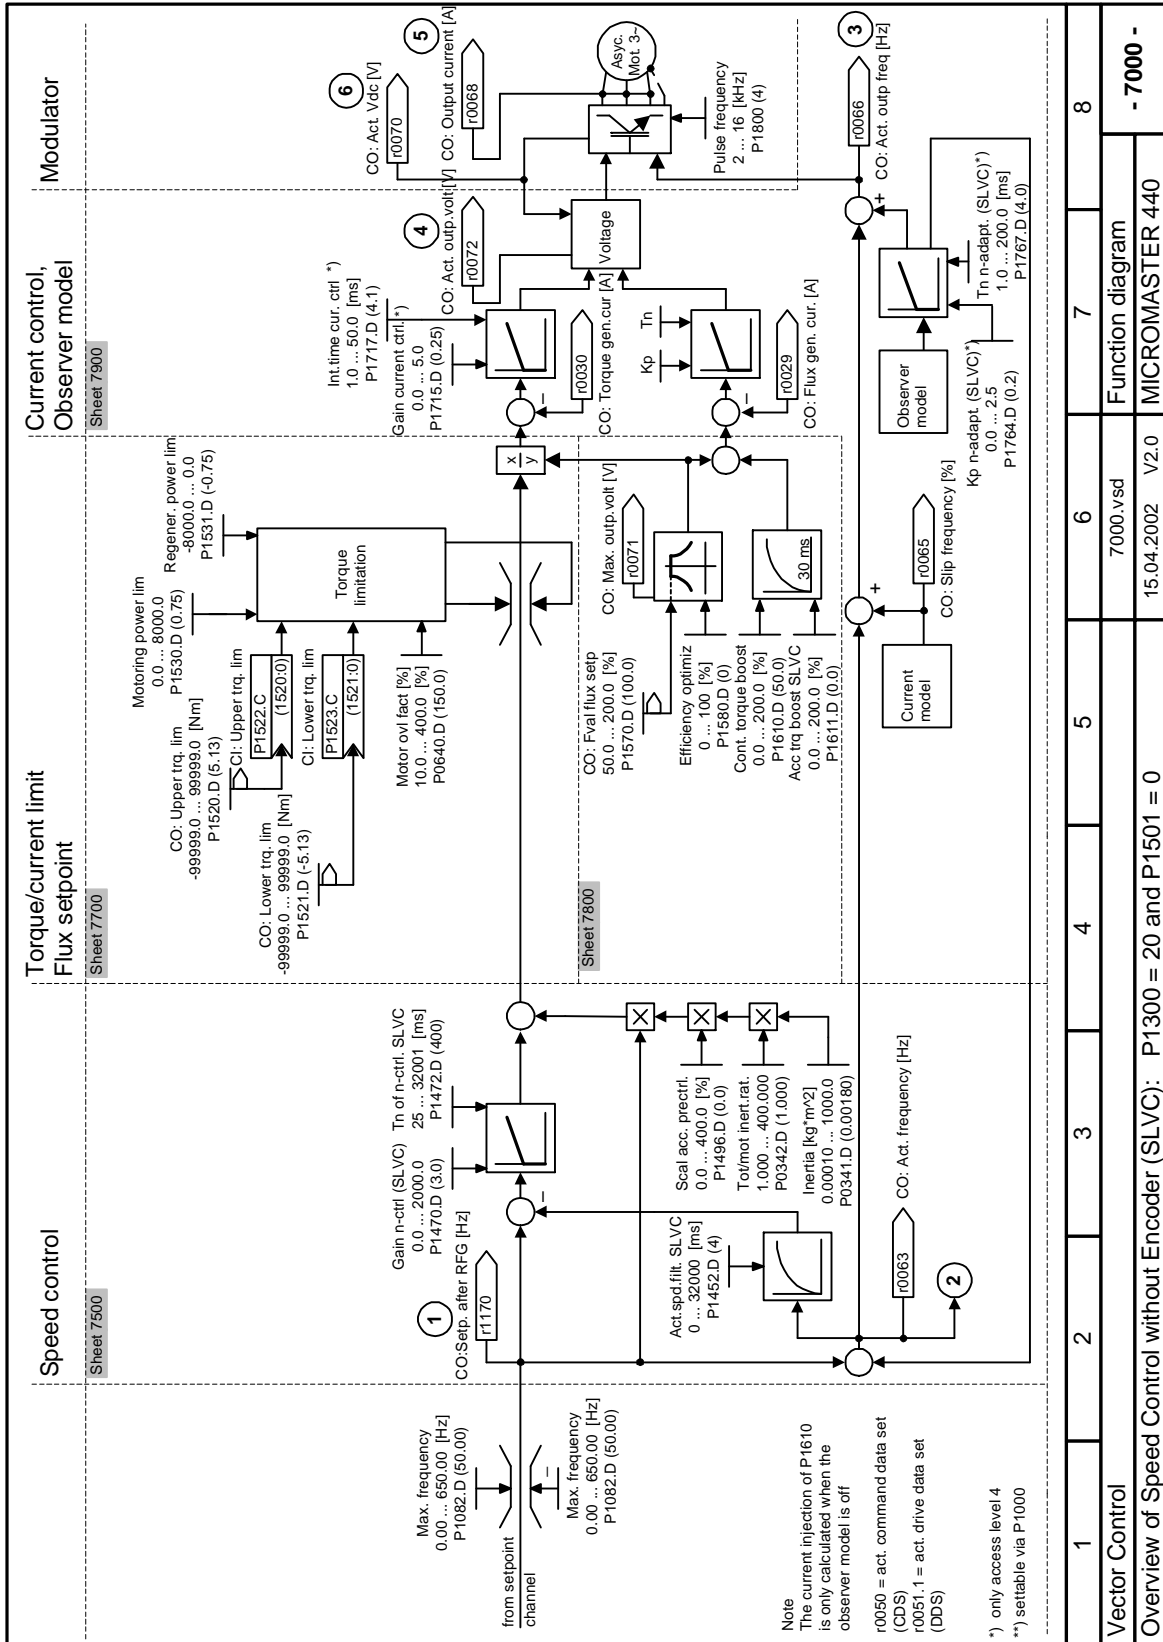 Speed control
Torque/current limit
Flux setpoint
Current control,
Observer model
Modulator
Sheet 7500
Sheet 7700
Sheet 7900
Sheet 7800
from setpoint
channel
Max. frequency
0.00 ... 650.00 [Hz]
P1082.D (50.00)
Max. frequency
0.00 ... 650.00 [Hz]
P1082.D (50.00)
–
1
CO:Setp. after RFG [Hz]
r1170
Gain n-ctrl (SLVC)
0.0 ... 2000.0
P1470.D (3.0)
Tn of n-ctrl. SLVC
25 ... 32001 [ms]
P1472.D (400)
–
Act.spd.filt. SLVC
0 ... 32000 [ms]
P1452.D (4)
Scal acc. prectrl.
0.0 ... 400.0 [%]
P1496.D (0.0)
Tot/mot inert.rat.
1.000 ... 400.000
P0342.D (1.000)
Inertia [kg*m^2]
0.00010 ... 1000.0
P0341.D (0.00180)
CO: Act. frequency [Hz]
r0063
2
CO: Upper trq. lim
-99999.0 ... 99999.0 [Nm]
P1520.D (5.13)
CO: Lower trq. lim
-99999.0 ... 99999.0 [Nm]
P1521.D (-5.13)
CI: Upper trq. lim
P1522.C
(1520:0)
CI: Lower trq. lim
P1523.C
(1521:0)
Motoring power lim
0.0 ... 8000.0
P1530.D (0.75)
Regener. power lim
-8000.0 ... 0.0
P1531.D (-0.75)
Motor ovl fact [%]
10.0 ... 400.0 [%]
P0640.D (150.0)
Torque
limitation
CO: Fval flux setp
50.0 ... 200.0 [%]
P1570.D (100.0)
CO: Max. outp.volt [V]
r0071
Efficiency optimiz
0 ... 100 [%]
P1580.D (0)
Cont. torque boost
0.0 ... 200.0 [%]
P1610.D (50.0)
Acc trq boost SLVC
0.0 ... 200.0 [%]
P1611.D (0.0)
30 ms
x
y
Int.time cur. ctrl *)
1.0 ... 50.0 [ms]
P1717.D (4.1)
Gain current ctrl. *)
0.0 ... 5.0
P1715.D (0.25)
–
r0030
CO: Torque gen.cur [A]
Kp
Tn
–
r0029
CO: Flux gen. cur. [A]
Voltage
4
CO: Act. outp.volt[V]
r0072
6
CO: Act. Vdc [V]
r0070
5
CO: Output current [A]
r0068
Asyc.
Mot. 3~
Pulse frequency
2 ... 16 [kHz]
P1800 (4)
3
CO: Act. outp freq [Hz]
r0066
+
Current
model
+
CO: Slip frequency [%]
r0065
Observer
model
Kp n-adapt. (SLVC)*)
0.0 ... 2.5
P1764.D (0.2)
Tn n-adapt. (SLVC)*)
1.0 ... 200.0 [ms]
P1767.D (4.0)
Note
The current injection of P1610
is only calculated when the
observer model is off
r0050 = act. command data set
(CDS)
r0051.1 = act. drive data set
(DDS)
*) only access level 4
**) settable via P1000
1 2 3 4 5 6 7 8
Vector Control
7000.vsd
Function diagram
- 7000 -
Overview of Speed Control without Encoder (SLVC): P1300 = 20 and P1501 = 0
15.04.2002 V2.0
MICROMASTER 440